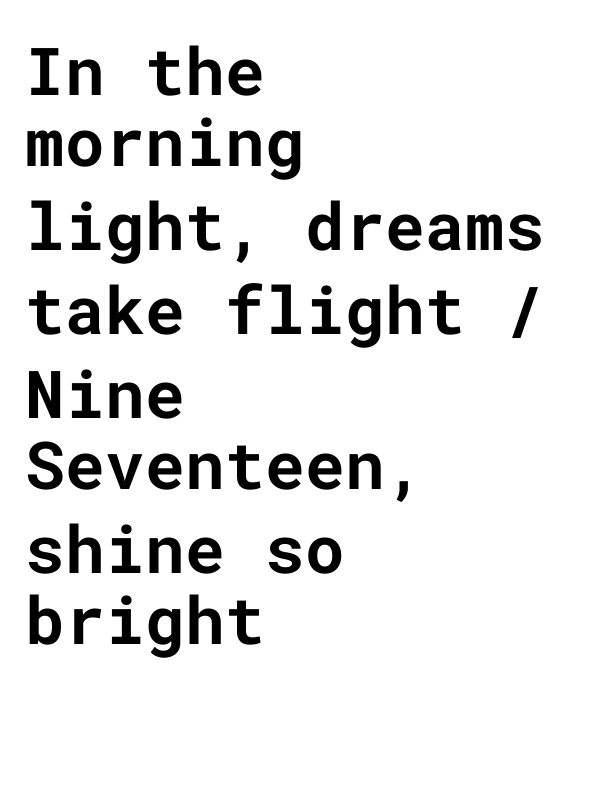 In the
morning
light, dreams
take flight /
Nine
Seventeen,
shine so
bright